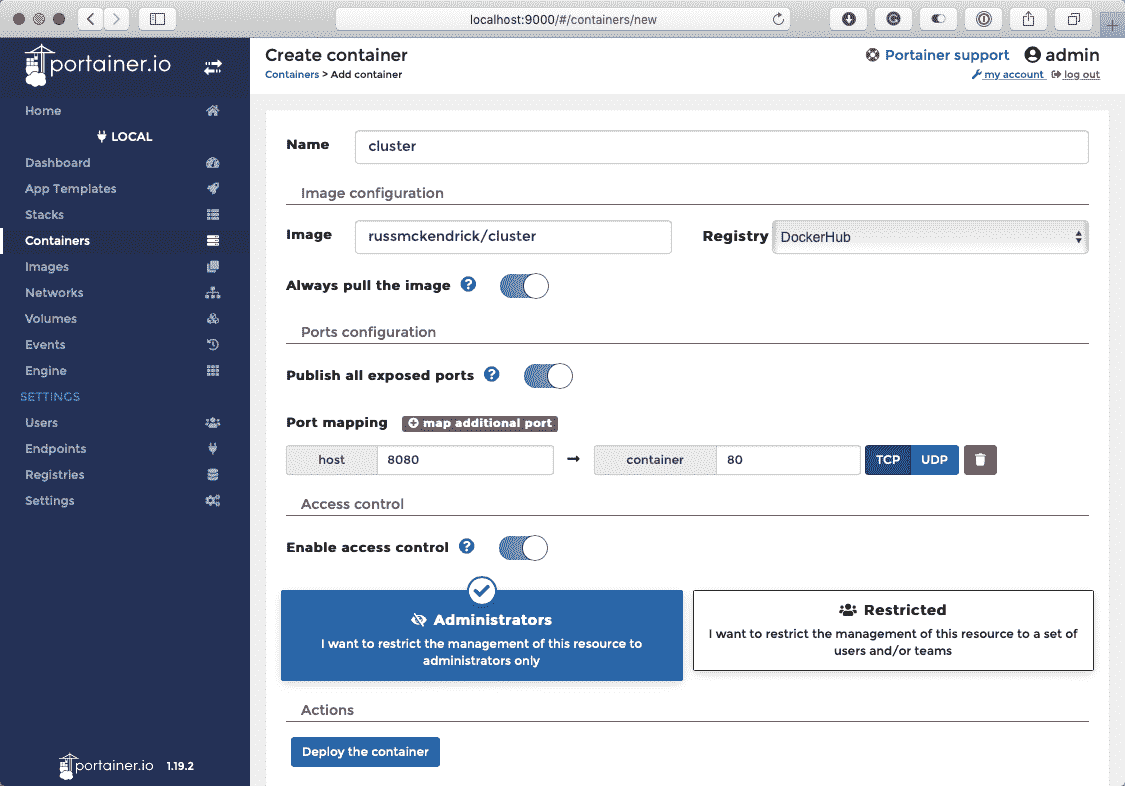 localhost:9000/#/containers/new
portainer.io
Home
LOCAL
Dashboard
App Templates
Stacks
Containers
Images
Networks
Volumes
Events
Engine
SETTINGS
Users
Endpoints
Registries
Settings
portainer.io 1.19.2
Create container
Containers > Add container
Portainer support admin
my account log out
Name cluster
Image configuration
Image russmckendrick/cluster Registry DockerHub
Always pull the image ?
Ports configuration
Publish all exposed ports ?
Port mapping map additional port
host 8080 → container 80 TCP UDP
Access control
Enable access control ?
Administrators
I want to restrict the management of this resource to
administrators only
Restricted
I want to restrict the management of this resource to a set of
users and/or teams
Actions
Deploy the container